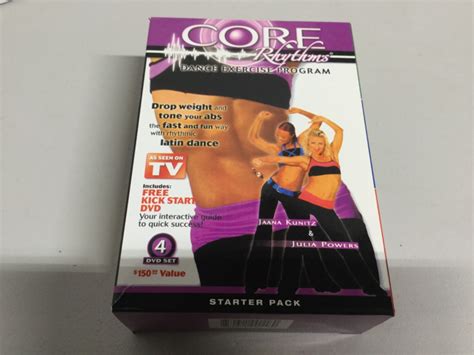 CORE
Rhythms®
DANCE EXERCISE PROGRAM
Drop weight and
tone your abs
the fast and fun way
with rhythmic
latin dance
AS SEEN ON
TV
Includes:
FREE
KICK START
DVD
Your interactive guide
to quick success!
JAANA KUNITZ
& JULIA POWERS
4
DVD SET
$150.00 Value
STARTER PACK